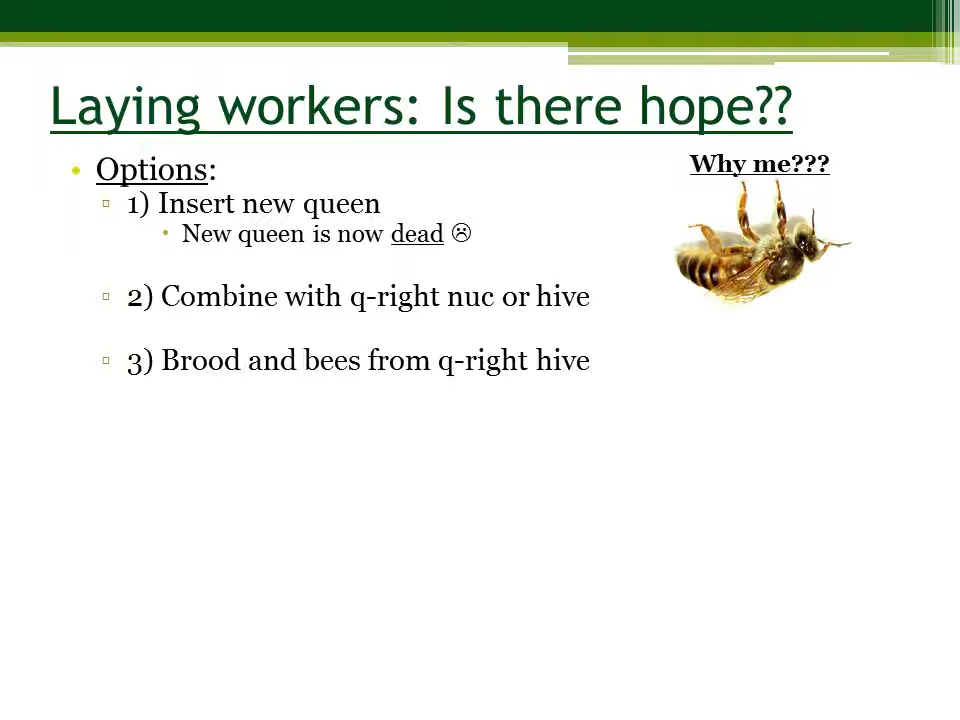 Laying workers: Is there hope??
• Options:
▫ 1) Insert new queen
• New queen is now dead ☹
▫ 2) Combine with q-right nuc or hive
▫ 3) Brood and bees from q-right hive
Why me???